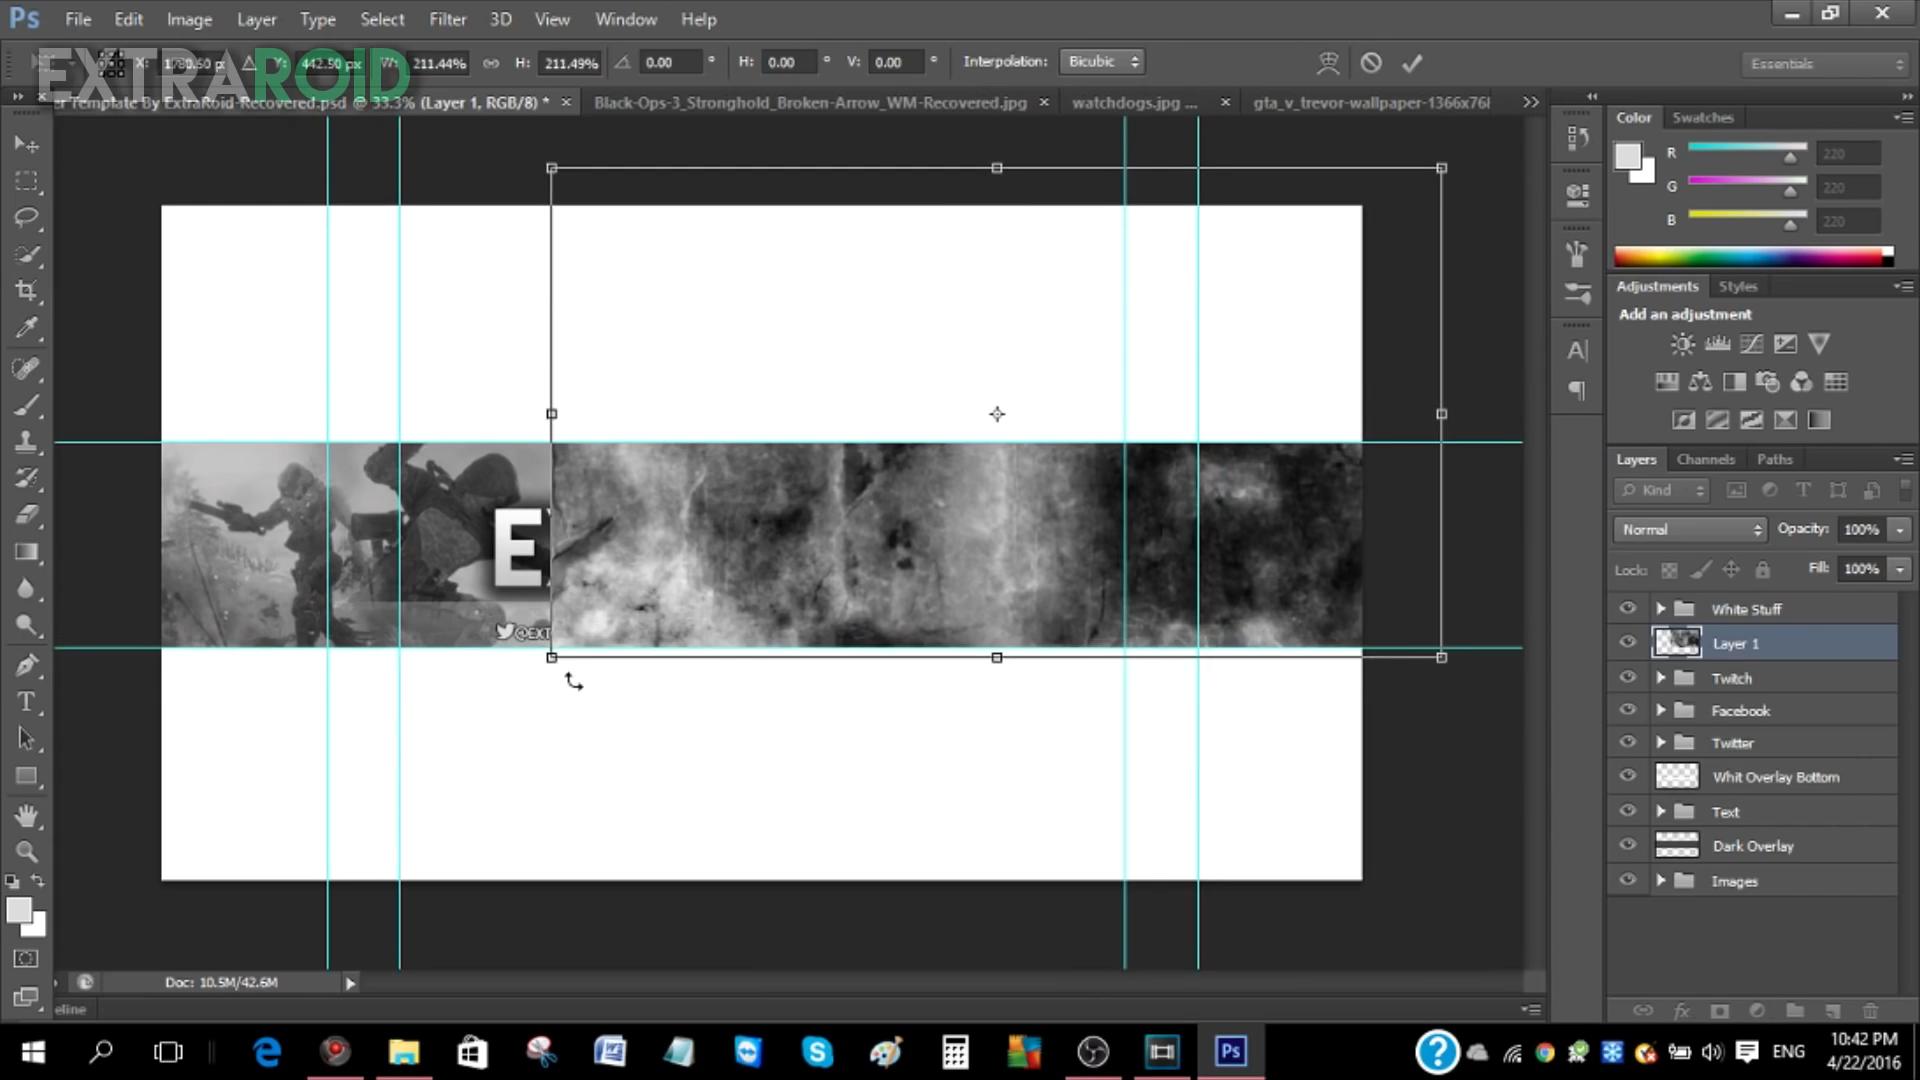 Ps File Edit Image Layer Type Select Filter 3D View Window Help
EXTRAROID
X: 1780.50 px Y: 442.50 px W: 211.44% H: 211.49% 0.00 ° H: 0.00 ° V: 0.00 ° Interpolation: Bicubic Essentials
er Template By ExtraRoid-Recovered.psd @ 33.3% (Layer 1, RGB/8) * × Black-Ops-3_Stronghold_Broken-Arrow_WM-Recovered.jpg × watchdogs.jpg ... × gta_v_trevor-wallpaper-1366x768
Color Swatches
R 220
G 220
B 220
Adjustments Styles
Add an adjustment
Layers Channels Paths
Kind
Normal Opacity: 100%
Lock: Fill: 100%
White Stuff
Layer 1
Twitch
Facebook
Twitter
Whit Overlay Bottom
Text
Dark Overlay
Images
E
@EXT
Doc: 10.5M/42.6M
eline
ENG
10:42 PM
4/22/2016